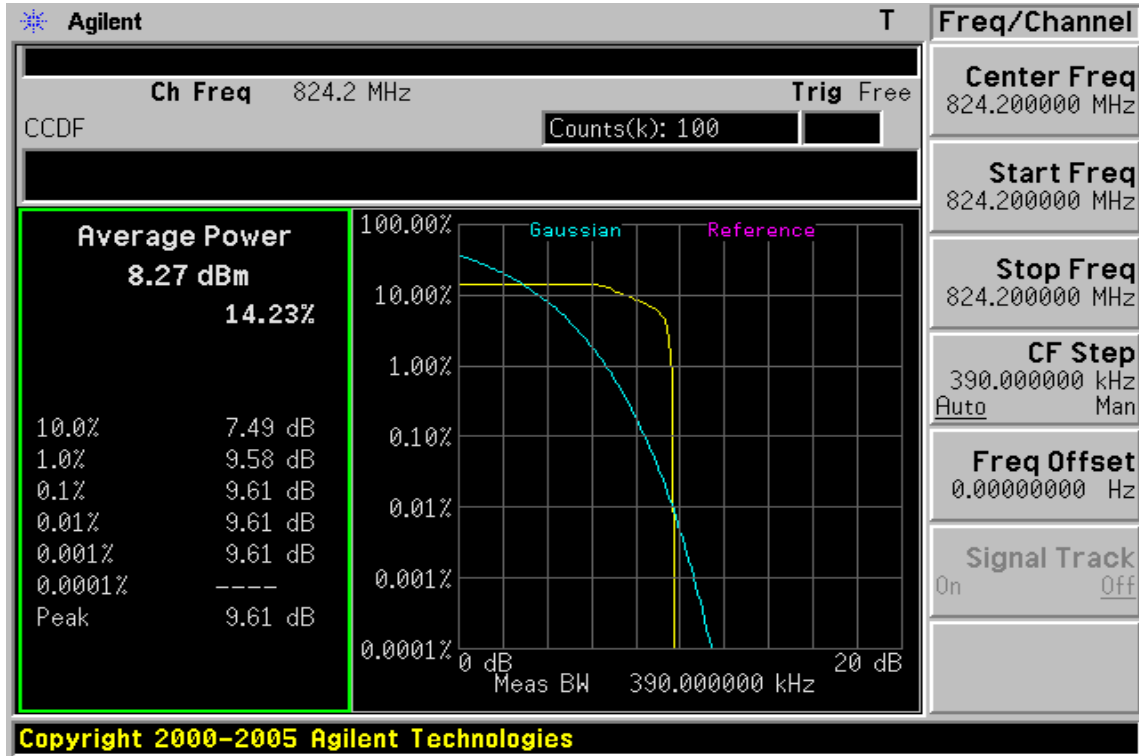 Agilent T Freq/Channel
Ch Freq 824.2 MHz Trig Free
CCDF Counts(k): 100
Average Power
8.27 dBm
14.23%
10.0% 7.49 dB
1.0% 9.58 dB
0.1% 9.61 dB
0.01% 9.61 dB
0.001% 9.61 dB
0.0001% ----
Peak 9.61 dB
Gaussian Reference
100.00%
10.00%
1.00%
0.10%
0.01%
0.001%
0.0001%
0 dB 20 dB
Meas BW 390.000000 kHz
Center Freq
824.200000 MHz
Start Freq
824.200000 MHz
Stop Freq
824.200000 MHz
CF Step
390.000000 kHz
Auto Man
Freq Offset
0.00000000 Hz
Signal Track
On Off
Copyright 2000-2005 Agilent Technologies